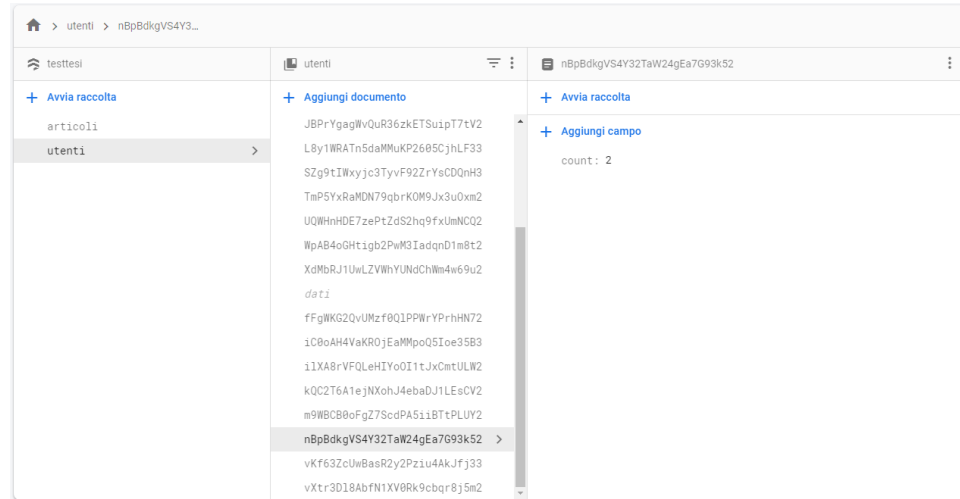 utenti > nBpBdkgVS4Y3…
testtesi
+ Avvia raccolta
articoli
utenti
utenti
+ Aggiungi documento
JBPrYgagWvQuR36zkETSuipT7tV2
L8y1WRATn5daMMuKP2605CjhLF33
SZg9tIWxyjc3TyvF92ZrYsCDQnH3
TmP5YxRaMDN79qbrKOM9Jx3uOxm2
UQWHnHDE7zePtZdS2hq9fxUmNCQ2
WpAB4oGHtigb2PwM3IadqnD1m8t2
XdMbRJ1UwLZVWhYUNdChWm4w69u2
dati
fFgWKG2QvUMzf0QlPPWrYPrhHN72
iC0oAH4VaKROjEaMMpoQ5Ioe35B3
ilXA8rVFQLeHIYoOI1tJxCmtULW2
kQC2T6A1ejNXohJ4ebaDJ1LEsCV2
m9WBCB0oFgZ7ScdPA5iiBTtPLUY2
nBpBdkgVS4Y32TaW24gEa7G93k52
vKf63ZcUwBasR2y2Pziu4AkJfj33
vXtr3Dl8AbfN1XV0Rk9cbqr8j5m2
nBpBdkgVS4Y32TaW24gEa7G93k52
+ Avvia raccolta
+ Aggiungi campo
count: 2